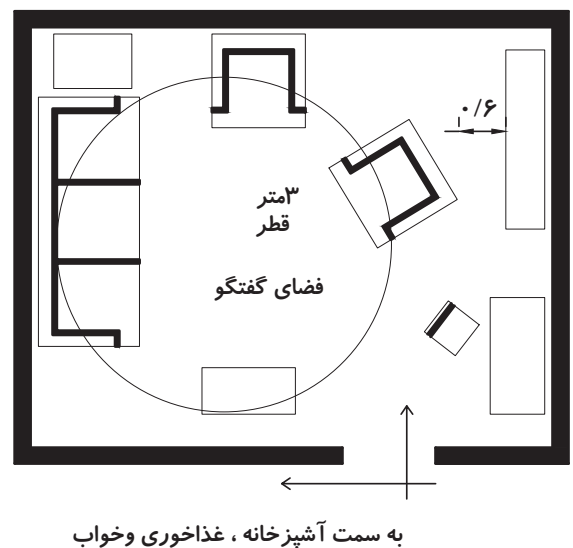 ۰/۶
۳متر
قطر
فضای گفتگو
به سمت آشپزخانه ، غذاخوری وخواب